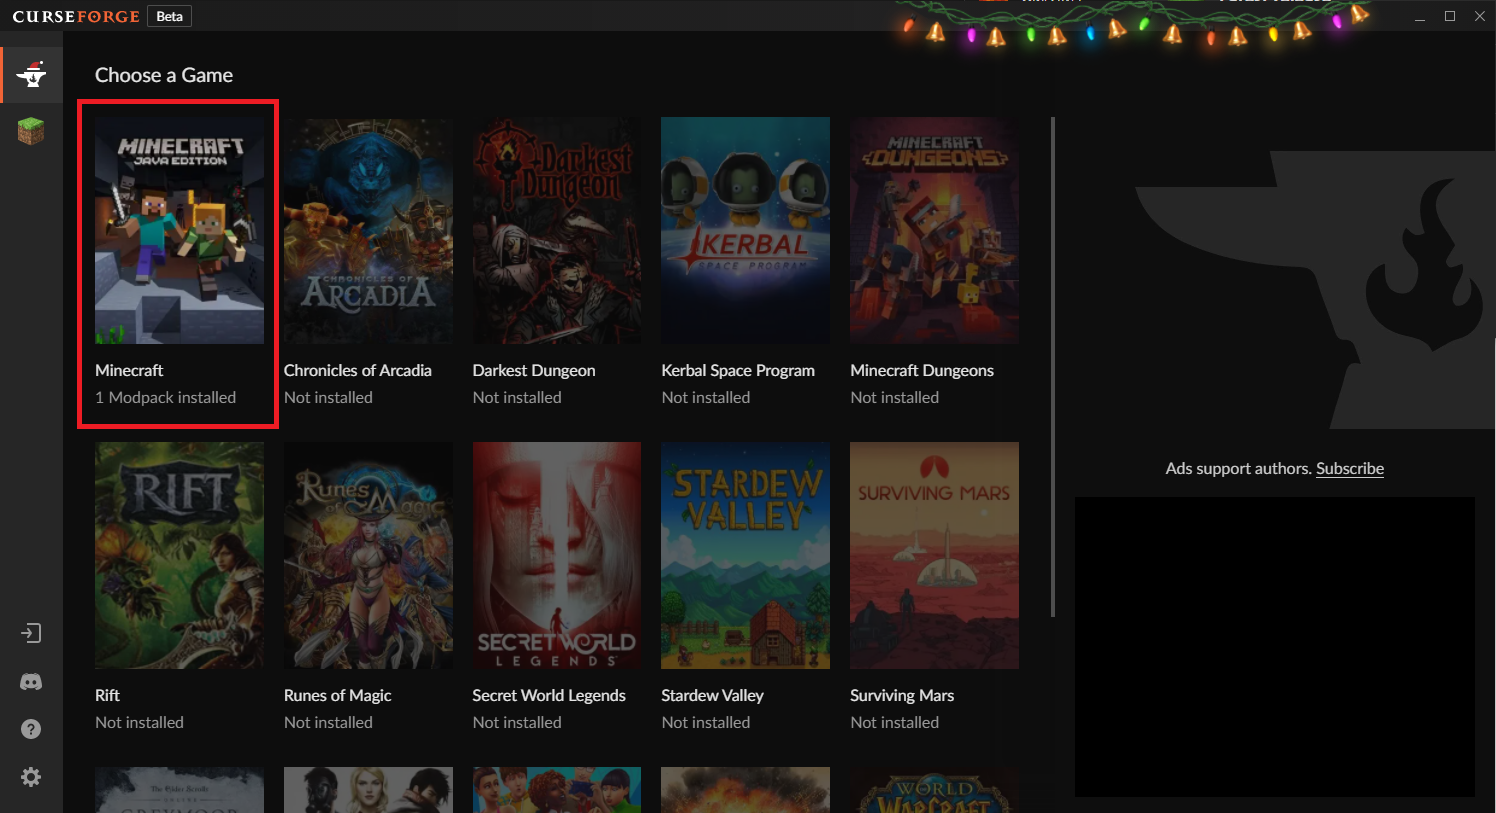 CURSEFORGE Beta
Choose a Game
MINECRAFT
JAVA EDITION
Minecraft
1 Modpack installed
CHRONICLES OF
ARCADIA
Chronicles of Arcadia
Not installed
Darkest
Dungeon
Darkest Dungeon
Not installed
KERBAL
SPACE PROGRAM
Kerbal Space Program
Not installed
MINECRAFT
DUNGEONS
Minecraft Dungeons
Not installed
Ads support authors. Subscribe
RIFT
Rift
Not installed
Runes
of Magic
Runes of Magic
Not installed
SECRET WORLD
LEGENDS
Secret World Legends
Not installed
STARDEW
VALLEY
Stardew Valley
Not installed
SURVIVING MARS
Surviving Mars
Not installed
The Elder Scrolls
ONLINE
GREYMOOR
WORLD
WARCRAFT